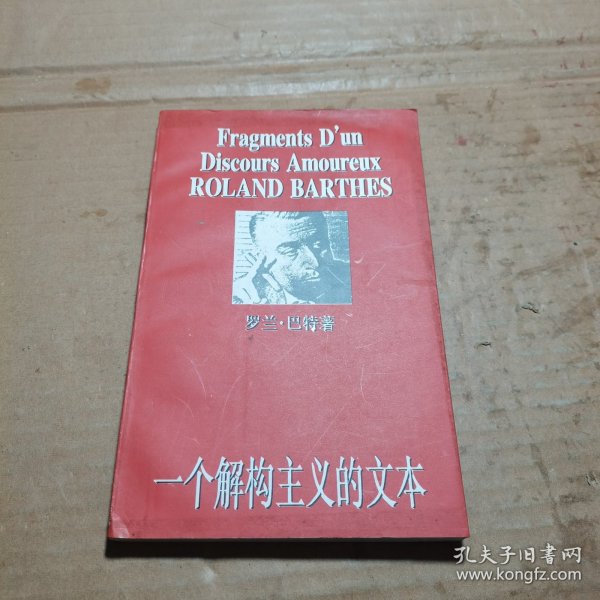 Fragments D'un
Discours Amoureux
ROLAND BARTHES
罗兰·巴特著
一个解构主义的文本
孔夫子旧书网
www.kongfz.com